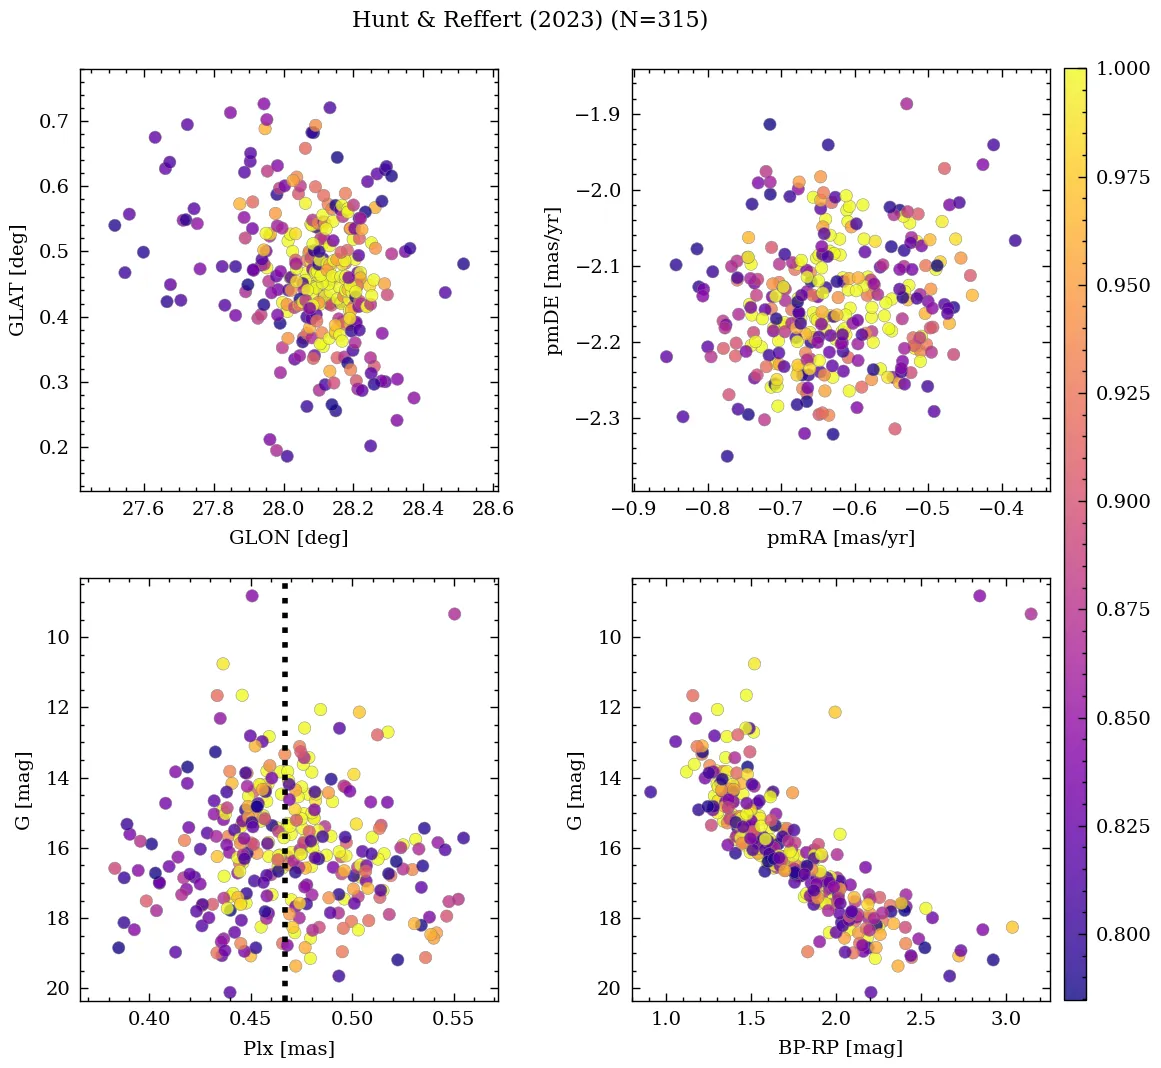 Hunt & Reffert (2023) (N=315)
0.7
0.6
0.5
0.4
0.3
0.2
GLAT [deg]
27.6 27.8 28.0 28.2 28.4 28.6
GLON [deg]
−1.9
−2.0
−2.1
−2.2
−2.3
pmDE [mas/yr]
−0.9 −0.8 −0.7 −0.6 −0.5 −0.4
pmRA [mas/yr]
1.000
0.975
0.950
0.925
0.900
0.875
0.850
0.825
0.800
10
12
14
16
18
20
G [mag]
0.40 0.45 0.50 0.55
Plx [mas]
10
12
14
16
18
20
G [mag]
1.0 1.5 2.0 2.5 3.0
BP-RP [mag]